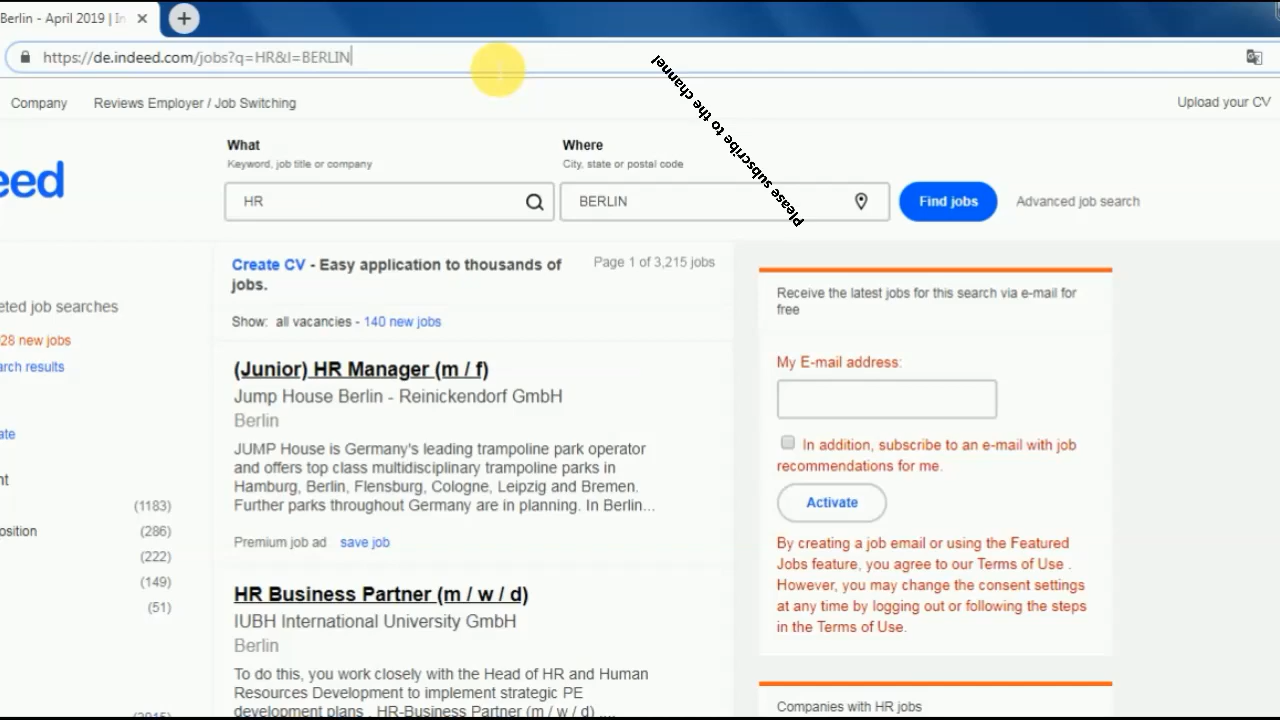 Berlin - April 2019 | In
https://de.indeed.com/jobs?q=HR&l=BERLIN
Please subscribe to the channel
Company Reviews Employer / Job Switching Upload your CV
eed
What Where
Keyword, job title or company City, state or postal code
HR BERLIN Find jobs Advanced job search
Create CV - Easy application to thousands of Page 1 of 3,215 jobs
jobs.
Show: all vacancies - 140 new jobs
eted job searches
28 new jobs
arch results
ate
nt
(1183)
osition (286)
(222)
(149)
(51)
(Junior) HR Manager (m / f)
Jump House Berlin - Reinickendorf GmbH
Berlin
JUMP House is Germany's leading trampoline park operator
and offers top class multidisciplinary trampoline parks in
Hamburg, Berlin, Flensburg, Cologne, Leipzig and Bremen.
Further parks throughout Germany are in planning. In Berlin...
Premium job ad save job
HR Business Partner (m / w / d)
IUBH International University GmbH
Berlin
To do this, you work closely with the Head of HR and Human
Resources Development to implement strategic PE
development plans . HR-Business Partner (m / w / d) ....
Receive the latest jobs for this search via e-mail for
free
My E-mail address:
In addition, subscribe to an e-mail with job
recommendations for me.
Activate
By creating a job email or using the Featured
Jobs feature, you agree to our Terms of Use .
However, you may change the consent settings
at any time by logging out or following the steps
in the Terms of Use.
Companies with HR jobs